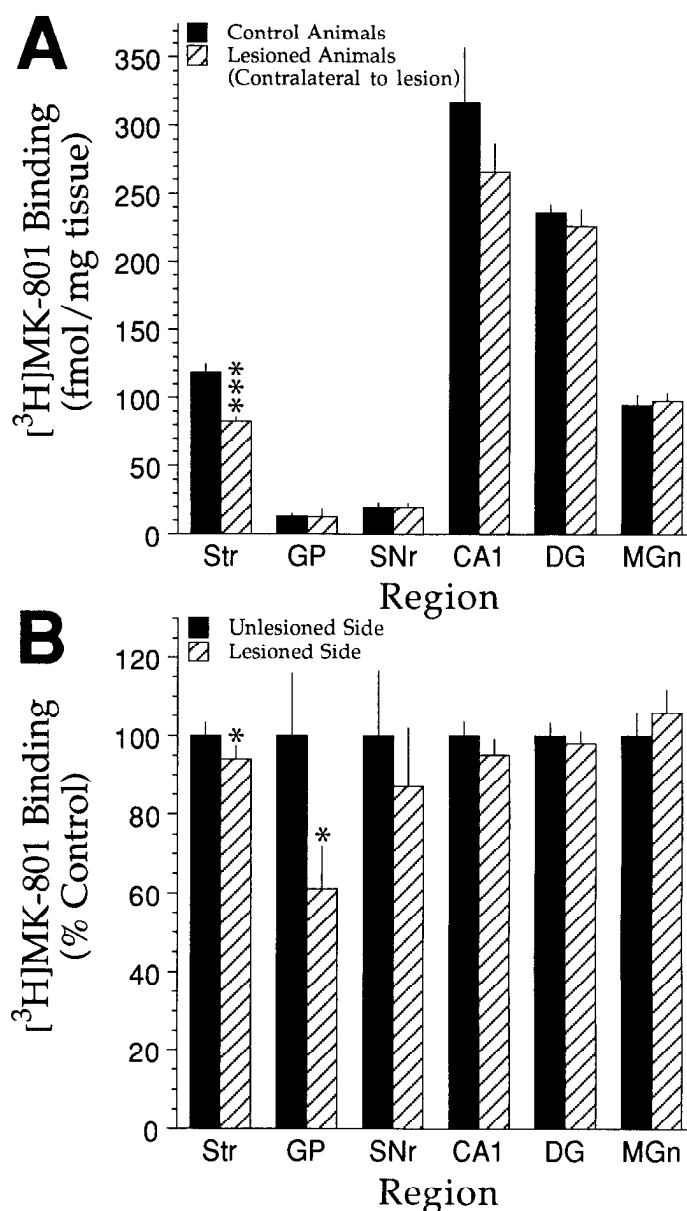 A
[³H]MK-801 Binding
(fmol/mg tissue)
Control Animals
Lesioned Animals
(Contralateral to lesion)
350
300
250
200
150
100
50
0
***
Str GP SNr CA1 DG MGn
Region
B
[³H]MK-801 Binding
(% Control)
Unlesioned Side
Lesioned Side
120
100
80
60
40
20
0
*
*
Str GP SNr CA1 DG MGn
Region